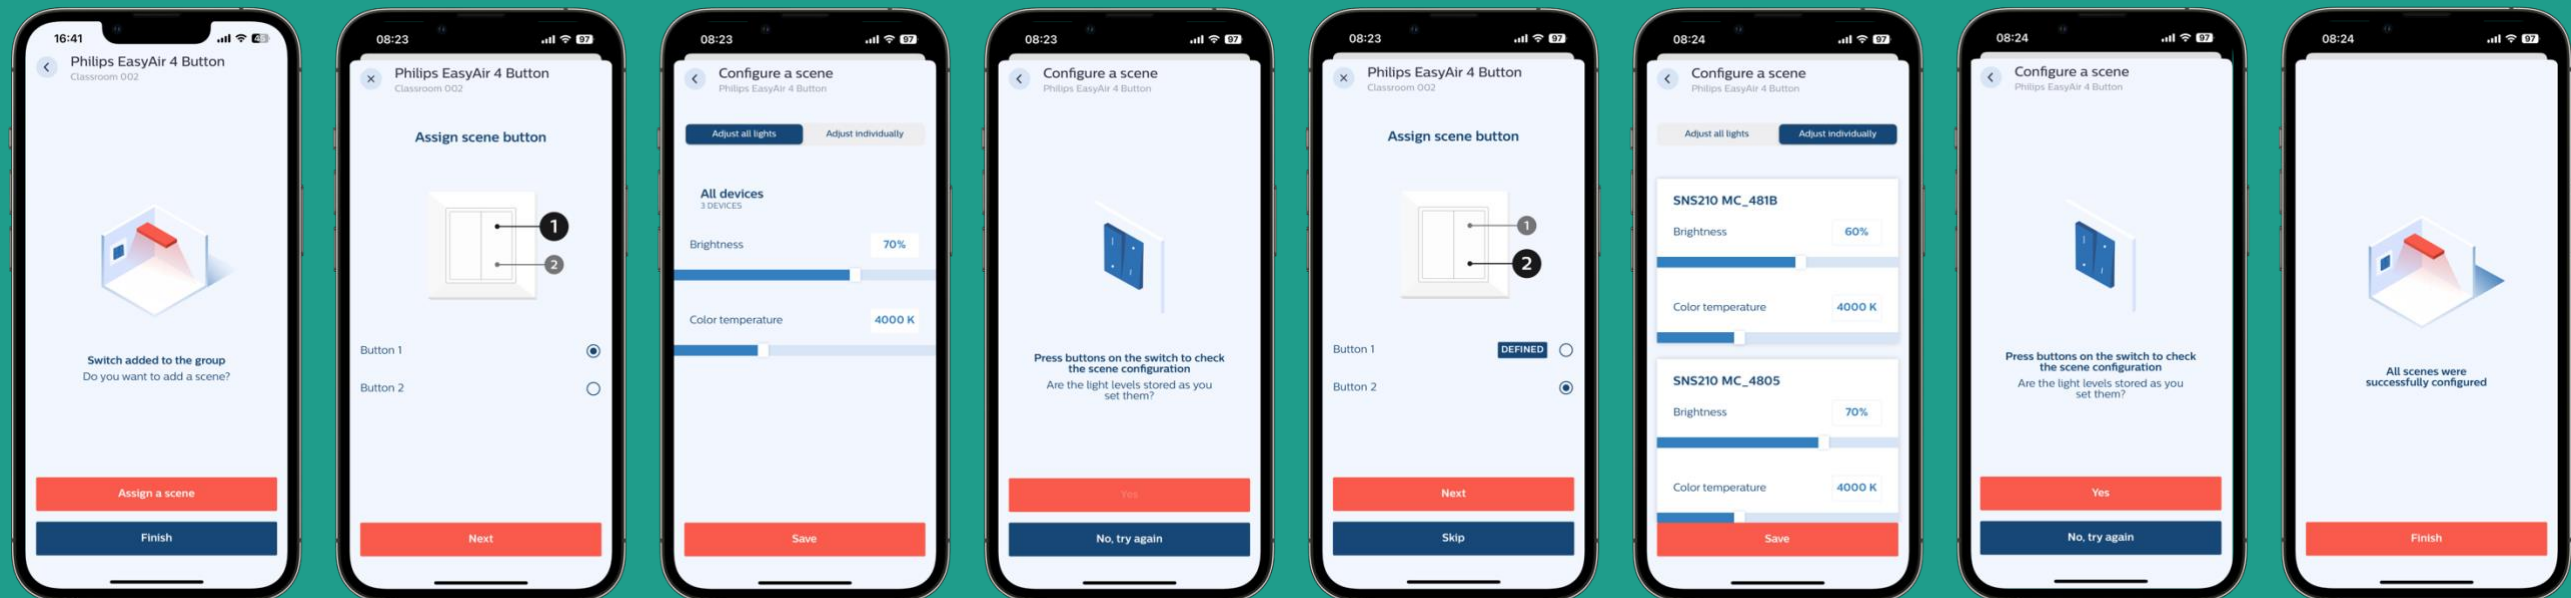 16:41
Philips EasyAir 4 Button
Classroom 002
Switch added to the group
Do you want to add a scene?
Assign a scene
Finish
08:23
97
Philips EasyAir 4 Button
Classroom 002
Assign scene button
1
2
Button 1
Button 2
Next
08:23
97
Configure a scene
Philips EasyAir 4 Button
Adjust all lights
Adjust individually
All devices
3 DEVICES
Brightness
70%
Color temperature
4000 K
Save
08:23
97
Configure a scene
Philips EasyAir 4 Button
Press buttons on the switch to check
the scene configuration
Are the light levels stored as you
set them?
Yes
No, try again
08:23
97
Philips EasyAir 4 Button
Classroom 002
Assign scene button
1
2
Button 1
DEFINED
Button 2
Next
Skip
08:24
97
Configure a scene
Philips EasyAir 4 Button
Adjust all lights
Adjust individually
SNS210 MC_481B
Brightness
60%
Color temperature
4000 K
SNS210 MC_4805
Brightness
70%
Color temperature
4000 K
Save
08:24
97
Configure a scene
Philips EasyAir 4 Button
Press buttons on the switch to check
the scene configuration
Are the light levels stored as you
set them?
Yes
No, try again
08:24
97
All scenes were
successfully configured
Finish